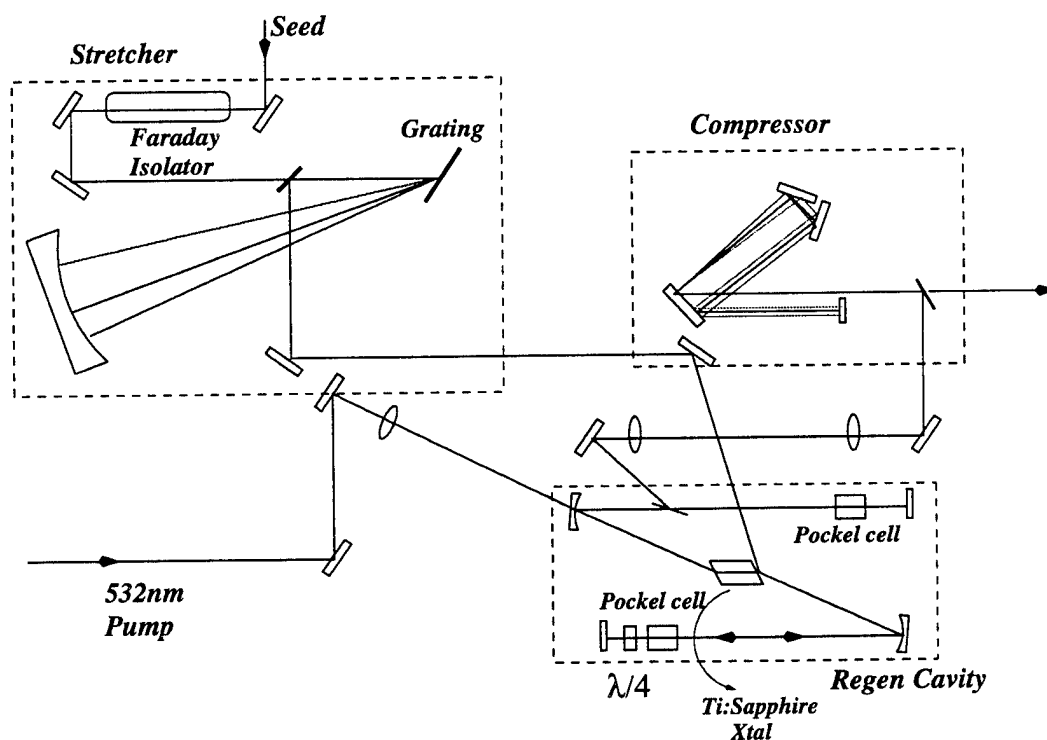 Seed
Stretcher
Faraday
Isolator
Grating
Compressor
532nm
Pump
Pockel cell
Pockel cell
λ/4
Regen Cavity
Ti:Sapphire
Xtal